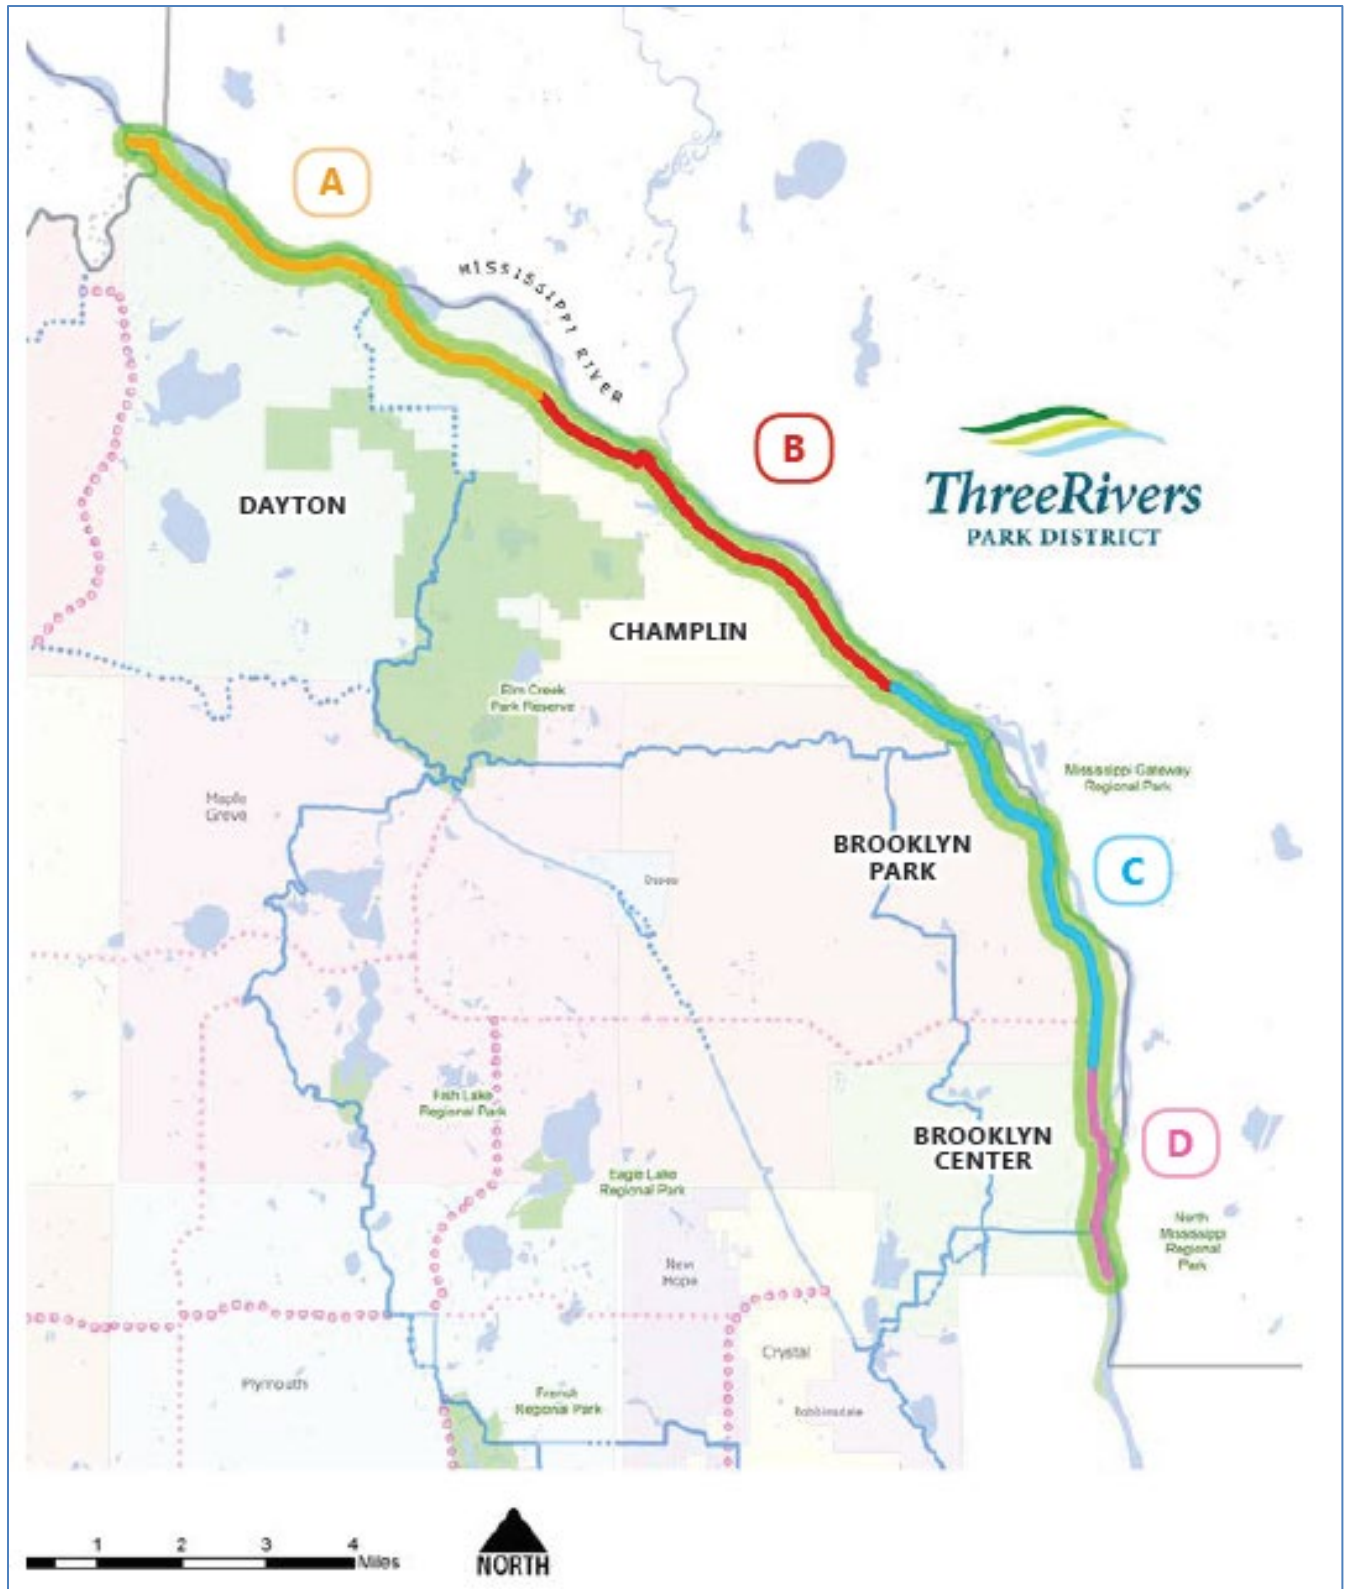 A
MISSISSIPPI RIVER
B
ThreeRivers
PARK DISTRICT
DAYTON
CHAMPLIN
Elm Creek
Park Reserve
Mississippi Gateway
Regional Park
Maple
Grove
BROOKLYN
PARK
C
Osseo
Fish Lake
Regional Park
BROOKLYN
CENTER
D
Eagle Lake
Regional Park
North
Mississippi
Regional
Park
New
Hope
Crystal
Plymouth
French
Regional Park
Robbinsdale
1 2 3 4
Miles
NORTH